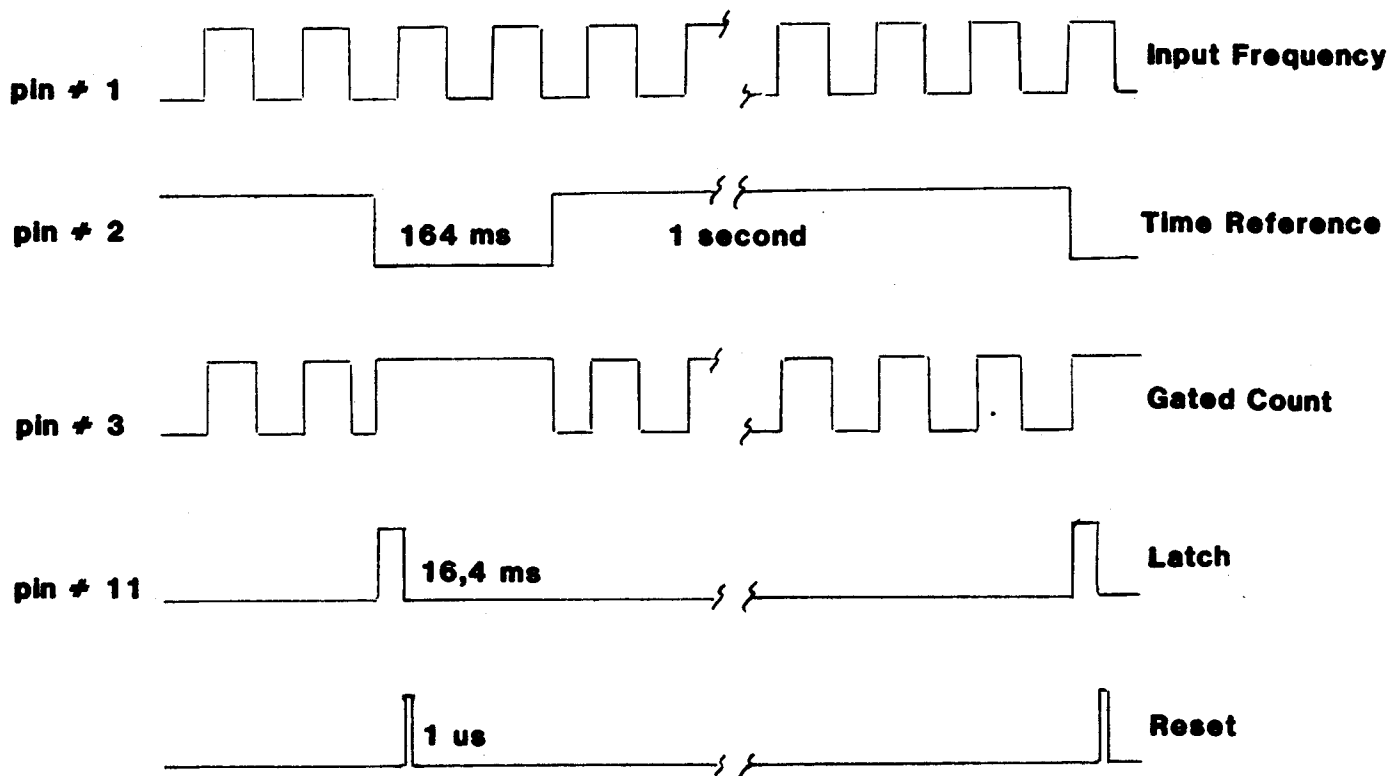 pin # 1
Input Frequency
pin # 2
164 ms
1 second
Time Reference
pin # 3
Gated Count
pin # 11
16,4 ms
Latch
1 us
Reset